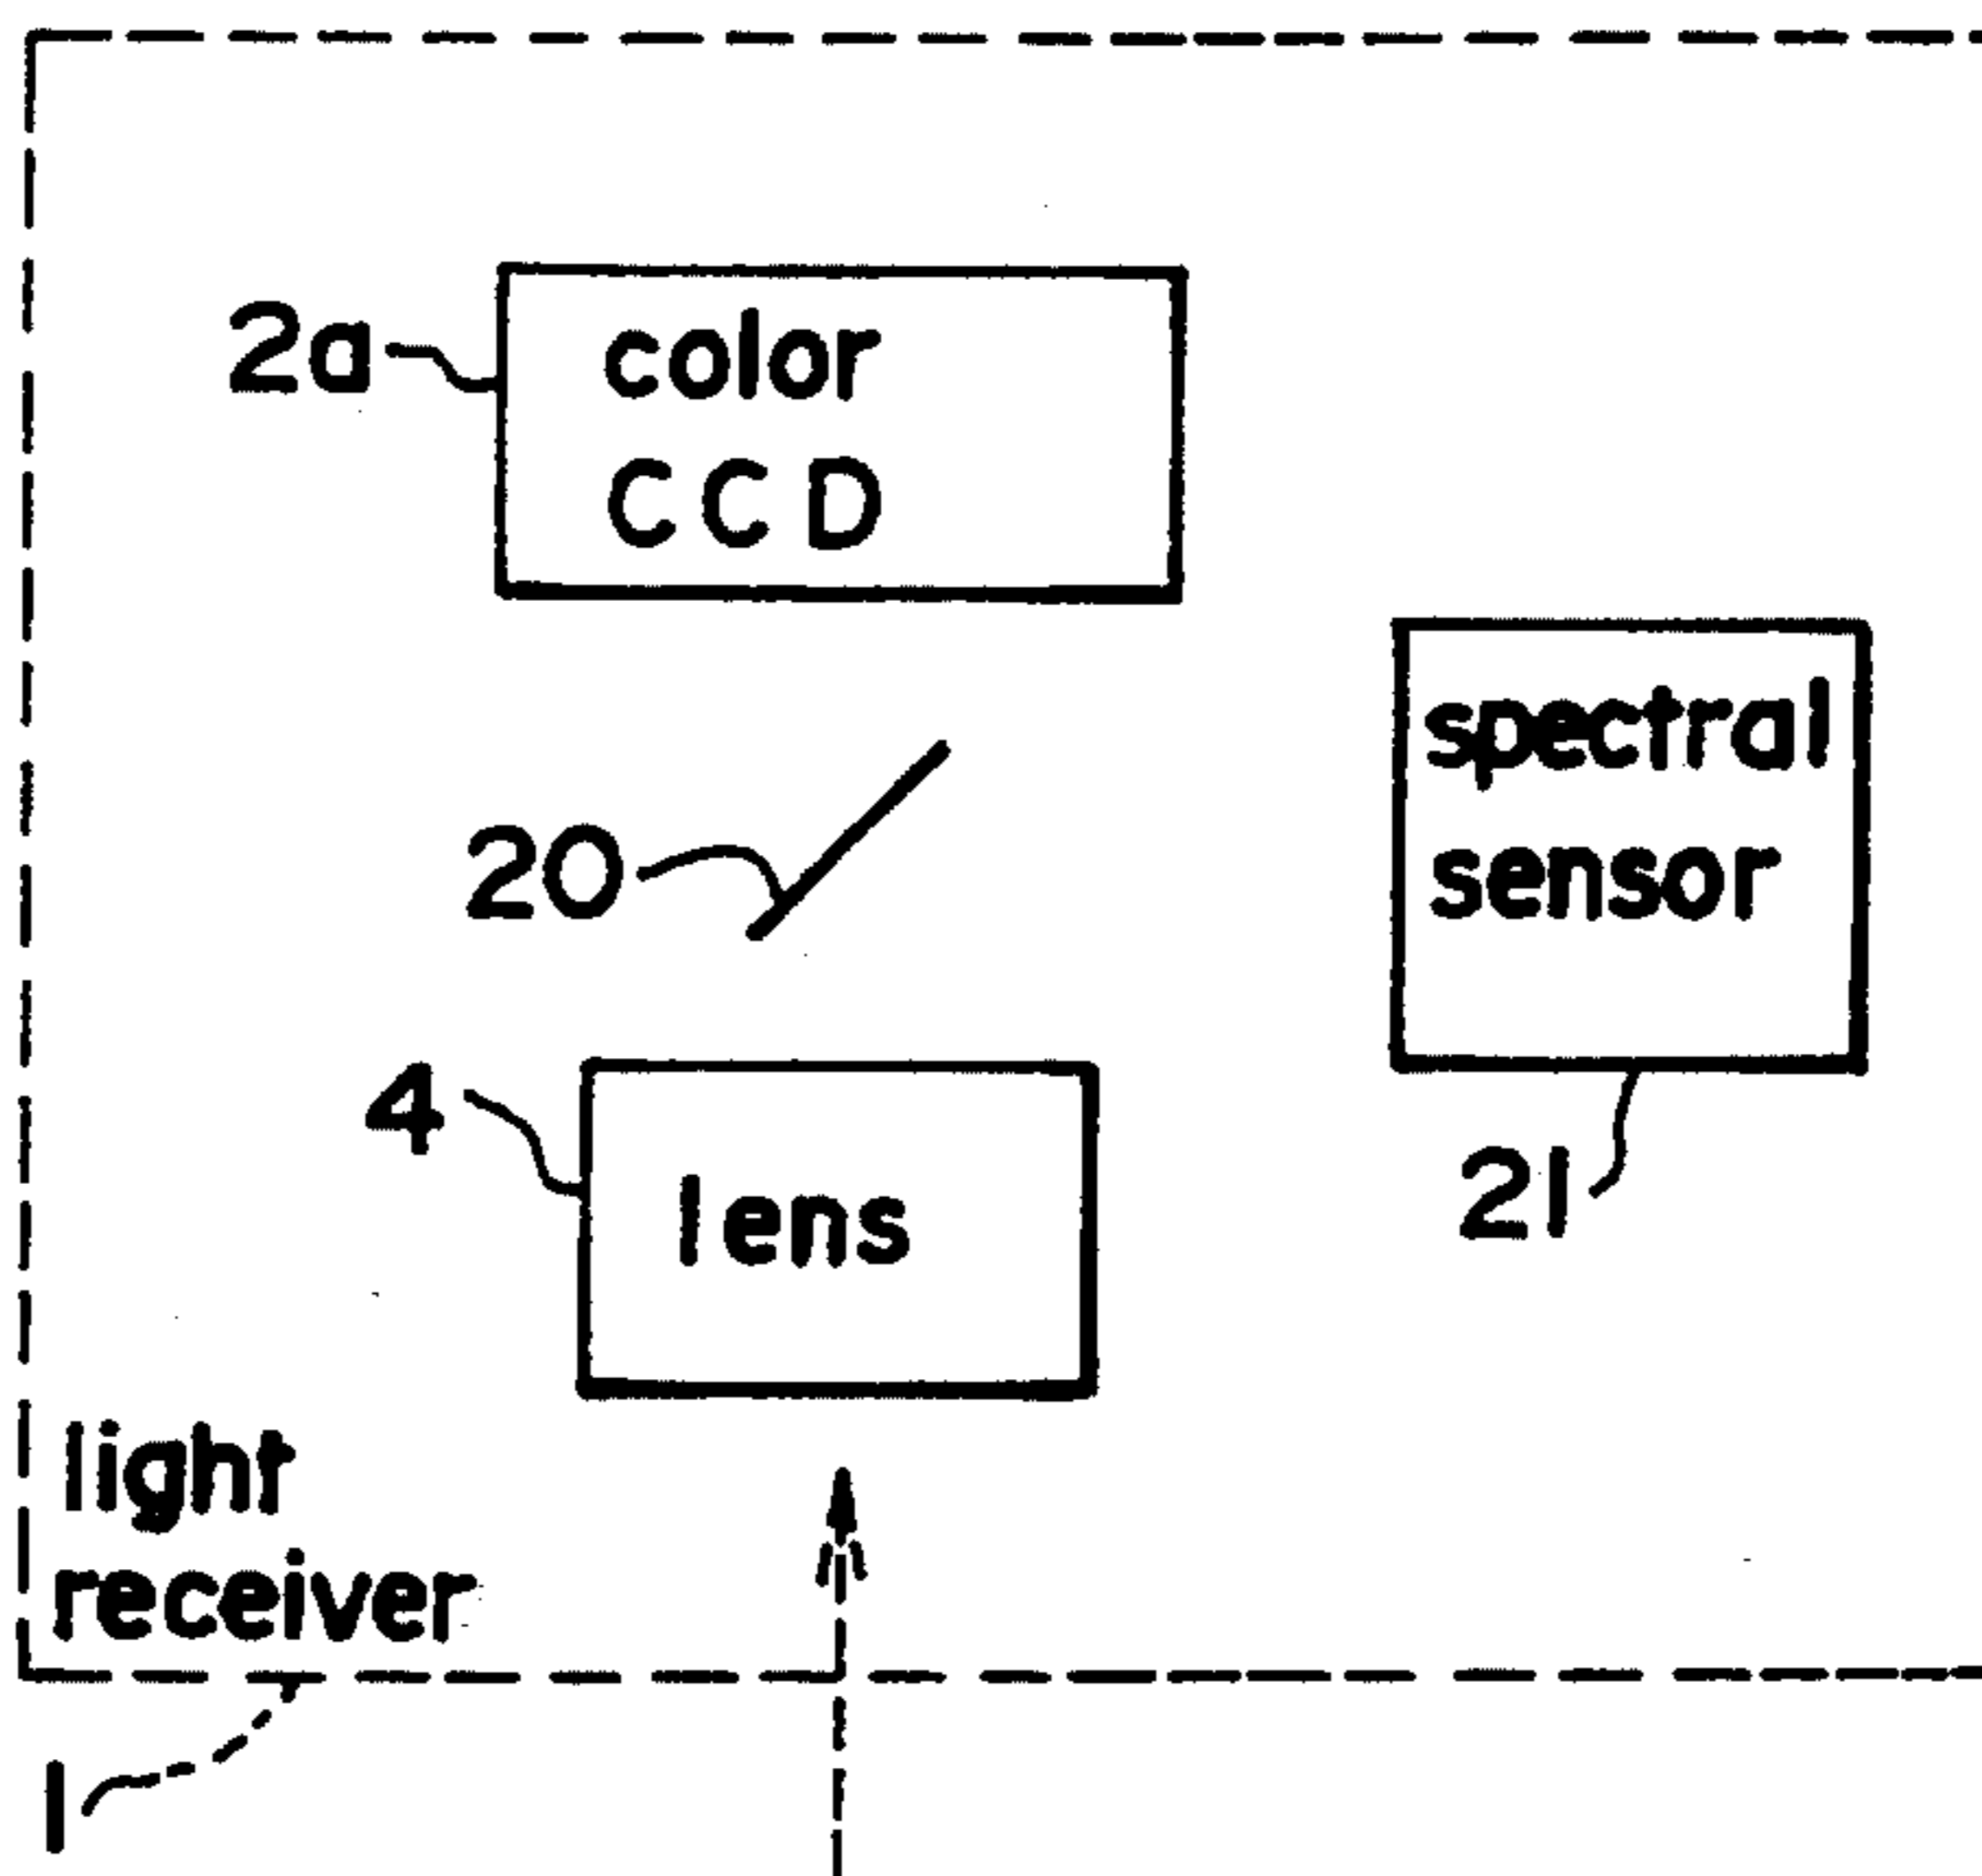 2a
color
CCD
spectral
sensor
20
4
lens
21
light
receiver
1